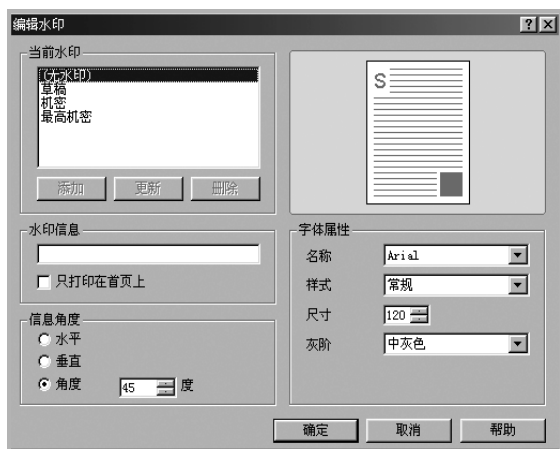 编辑水印
当前水印
(无水印)
草稿
机密
最高机密
添加
更新
删除
S
水印信息
只打印在首页上
信息角度
水平
垂直
角度 45 度
字体属性
名称 Arial
样式 常规
尺寸 120
灰阶 中灰色
确定
取消
帮助